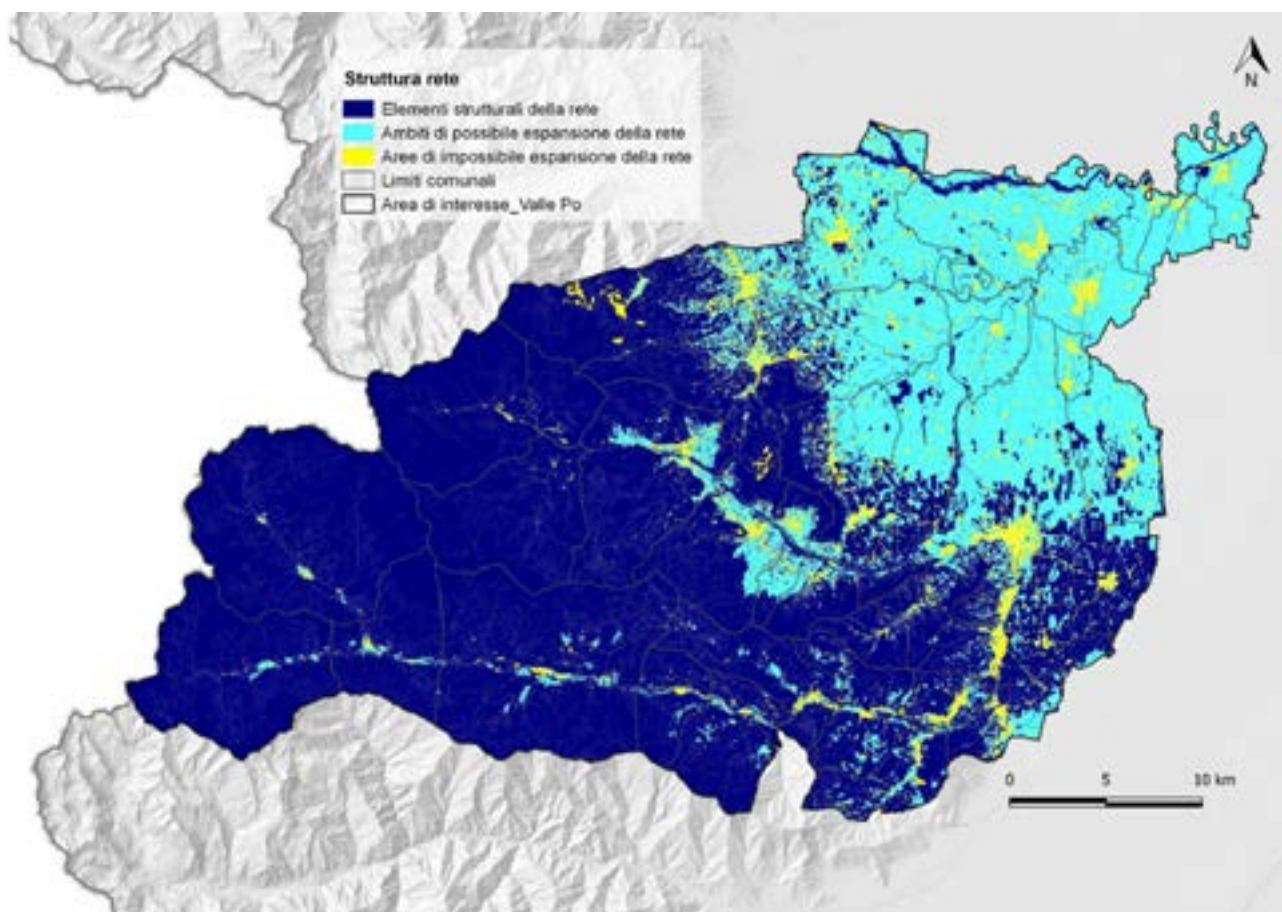 Struttura rete
Elementi strutturali della rete
Ambiti di possibile espansione della rete
Aree di impossibile espansione della rete
Limiti comunali
Area di interesse_Valle Po
N
0 5 10 km